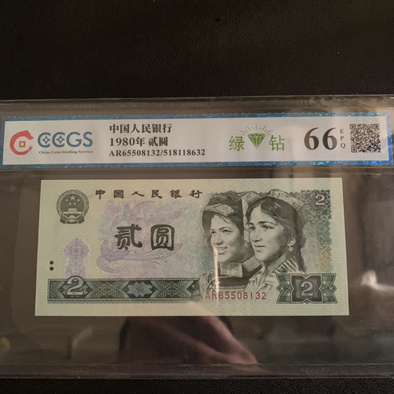 CCGS
China Coin Grading Service
中国人民银行
1980年 贰圆
AR65508132/518118632
绿钻
66 EPQ
中国人民银行
2
贰圆
AR65508132
2
2